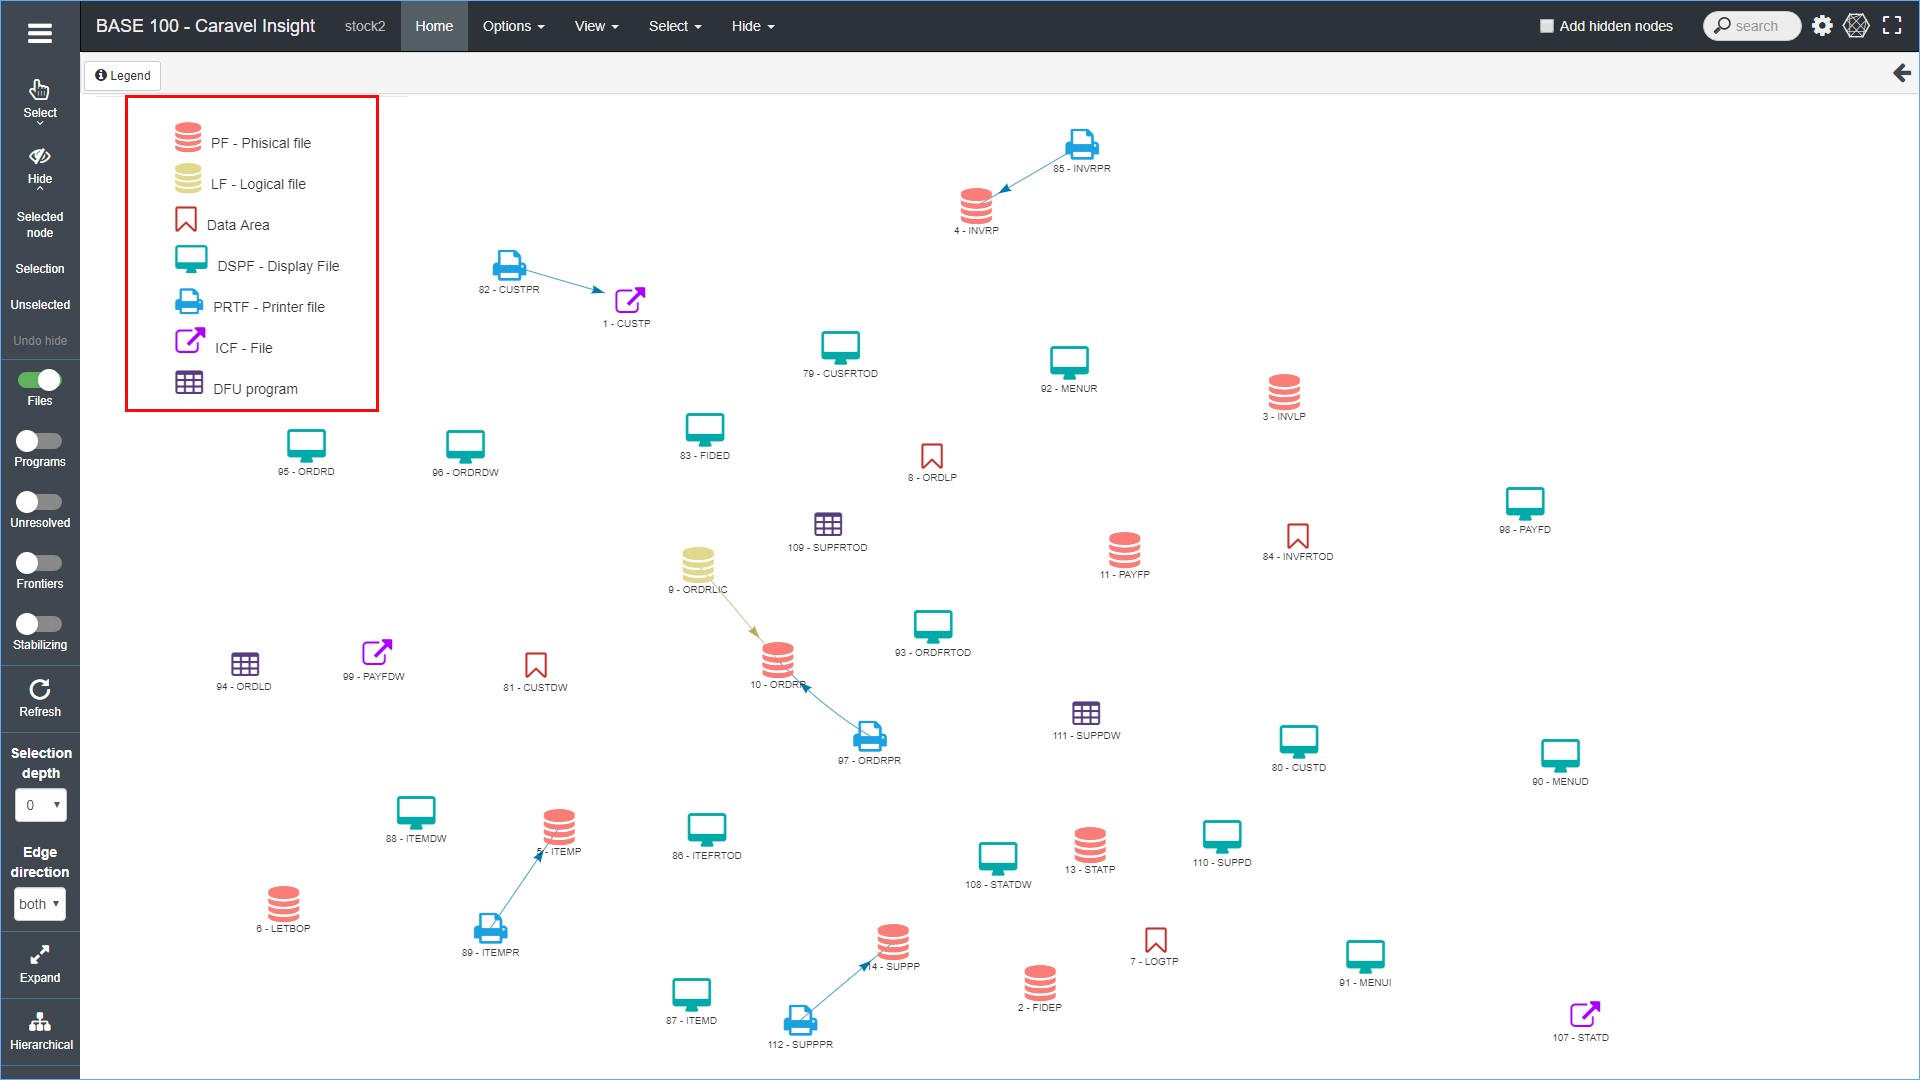 BASE 100 - Caravel Insight
stock2
Home
Options
View
Select
Hide
Add hidden nodes
search
Legend
Select
Hide
Selected
node
Selection
Unselected
Undo hide
Files
Programs
Unresolved
Frontiers
Stabilizing
Refresh
Selection
depth
0
Edge
direction
both
Expand
Hierarchical
PF - Phisical file
LF - Logical file
Data Area
DSPF - Display File
PRTF - Printer file
ICF - File
DFU program
85 - INVRPR
4 - INVRP
82 - CUSTPR
1 - CUSTP
79 - CUSFRTOD
92 - MENUR
3 - INVLP
83 - FIDED
95 - ORDRD
96 - ORDRDW
8 - ORDLP
98 - PAYFD
109 - SUPFRTOD
84 - INVFRTOD
11 - PAYFP
9 - ORDRLIC
93 - ORDFRTOD
99 - PAYFDW
94 - ORDLD
81 - CUSTDW
10 - ORDRP
111 - SUPPDW
97 - ORDRPR
80 - CUSTD
90 - MENUD
88 - ITEMDW
5 - ITEMP
86 - ITEFRTOD
110 - SUPPD
13 - STATP
108 - STATDW
6 - LETBOP
89 - ITEMPR
7 - LOGTP
14 - SUPPP
91 - MENUI
2 - FIDEP
87 - ITEMD
107 - STATD
112 - SUPPPR